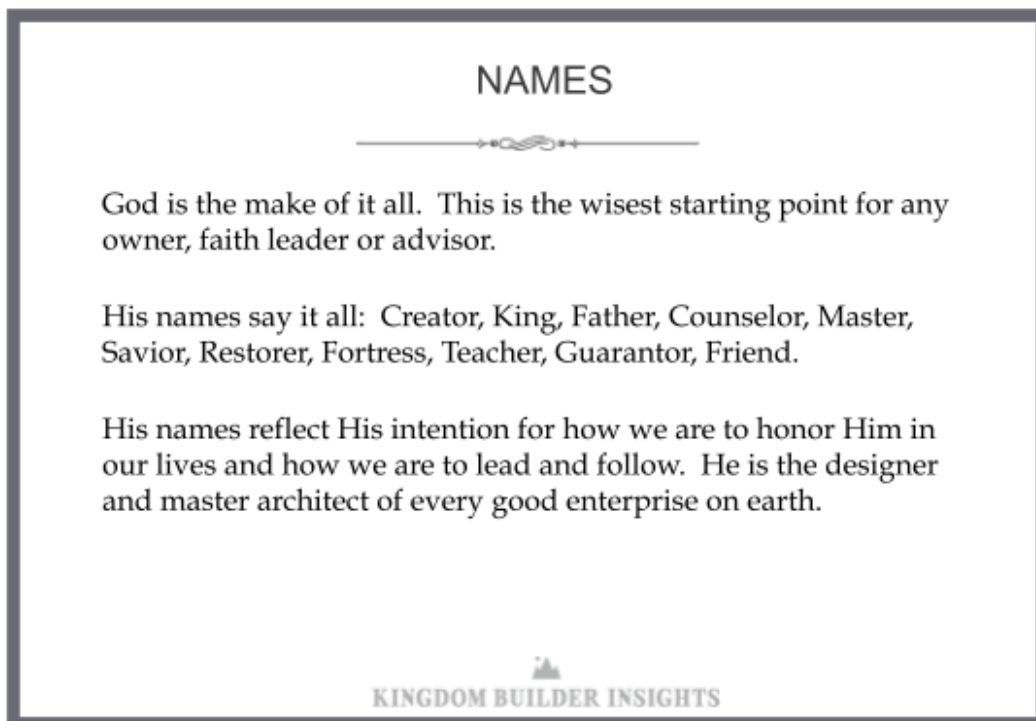 NAMES
God is the make of it all.  This is the wisest starting point for any
owner, faith leader or advisor.
His names say it all:  Creator, King, Father, Counselor, Master,
Savior, Restorer, Fortress, Teacher, Guarantor, Friend.
His names reflect His intention for how we are to honor Him in
our lives and how we are to lead and follow.  He is the designer
and master architect of every good enterprise on earth.
KINGDOM BUILDER INSIGHTS